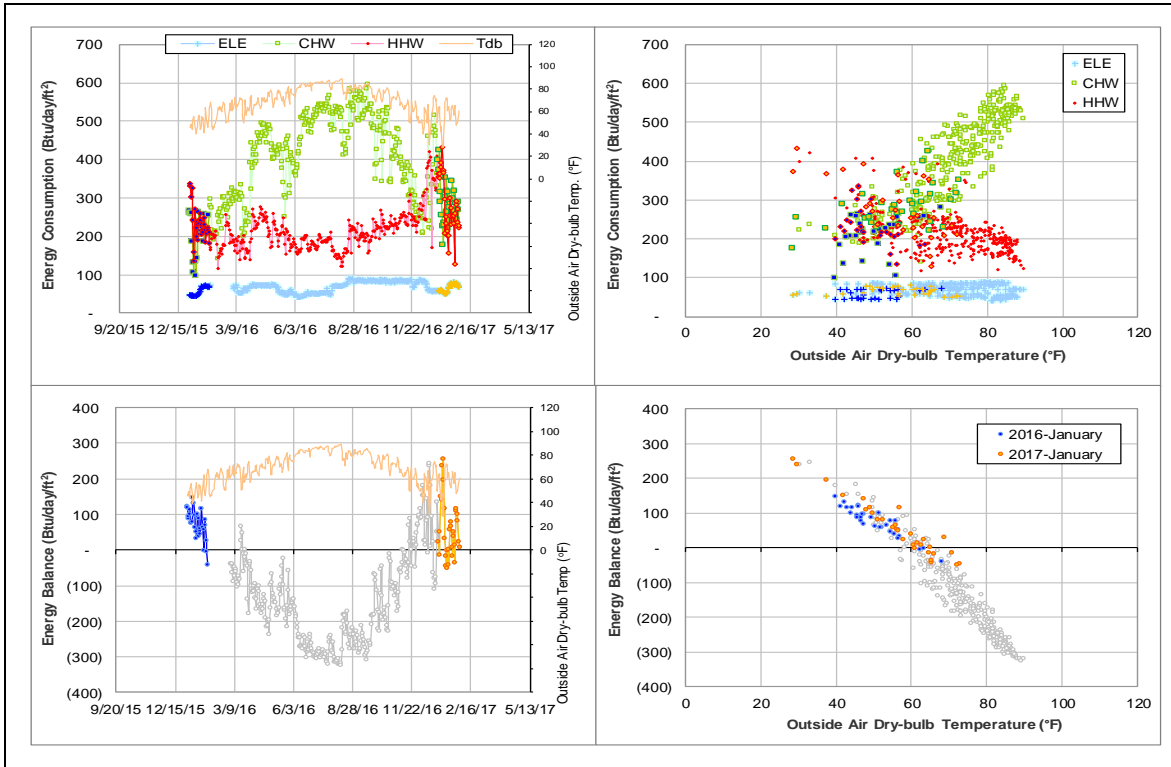 ELE CHW HHW Tdb
Energy Consumption (Btu/day/ft²)
700
600
500
400
300
200
100
-
120
100
80
60
40
20
0
Outside Air Dry-bulb Temp. (°F)
9/20/15 12/15/15 3/9/16 6/3/16 8/28/16 11/22/16 2/16/17 5/13/17
Energy Consumption (Btu/day/ft²)
700
600
500
400
300
200
100
-
ELE
CHW
HHW
0 20 40 60 80 100 120
Outside Air Dry-bulb Temperature (°F)
Energy Balance (Btu/day/ft²)
400
300
200
100
-
(100)
(200)
(300)
(400)
120
100
80
60
40
20
0
Outside Air Dry-bulb Temp (°F)
9/20/15 12/15/15 3/9/16 6/3/16 8/28/16 11/22/16 2/16/17 5/13/17
Energy Balance (Btu/day/ft²)
400
300
200
100
-
(100)
(200)
(300)
(400)
2016-January
2017-January
0 20 40 60 80 100 120
Outside Air Dry-bulb Temperature (°F)